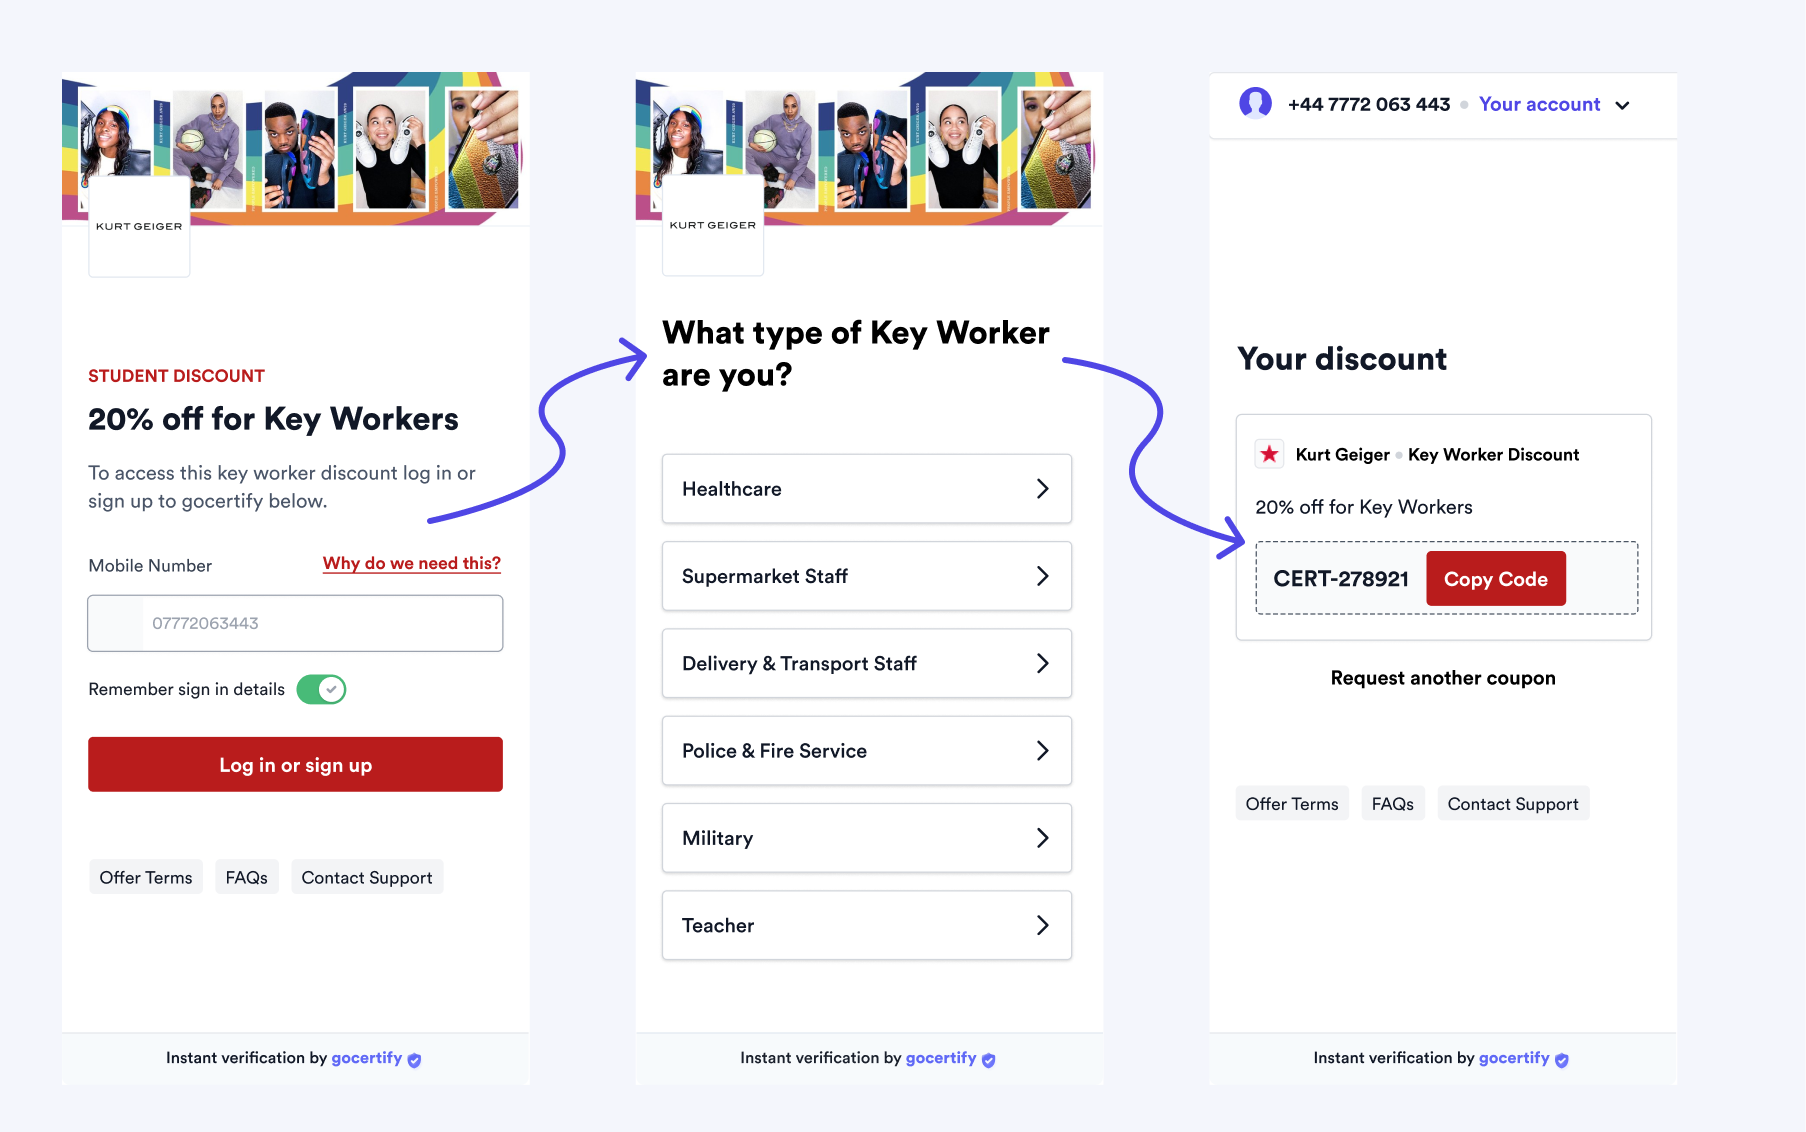 KURT GEIGER
STUDENT DISCOUNT
20% off for Key Workers
To access this key worker discount log in or
sign up to gocertify below.
Mobile Number
Why do we need this?
07772063443
Remember sign in details
Log in or sign up
Offer Terms
FAQs
Contact Support
Instant verification by gocertify
KURT GEIGER
What type of Key Worker
are you?
Healthcare
Supermarket Staff
Delivery & Transport Staff
Police & Fire Service
Military
Teacher
Instant verification by gocertify
+44 7772 063 443 • Your account
Your discount
Kurt Geiger • Key Worker Discount
20% off for Key Workers
CERT-278921
Copy Code
Request another coupon
Offer Terms
FAQs
Contact Support
Instant verification by gocertify